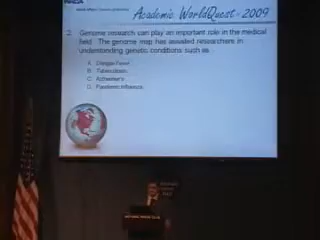 Academic WorldQuest - 2009
2. Genome research can play an important role in the medical
field. The genome map has assisted researchers in
understanding genetic conditions such as
A. Dengue Fever
B. Tuberculosis
C. Alzheimer's
D. Pandemic Influenza